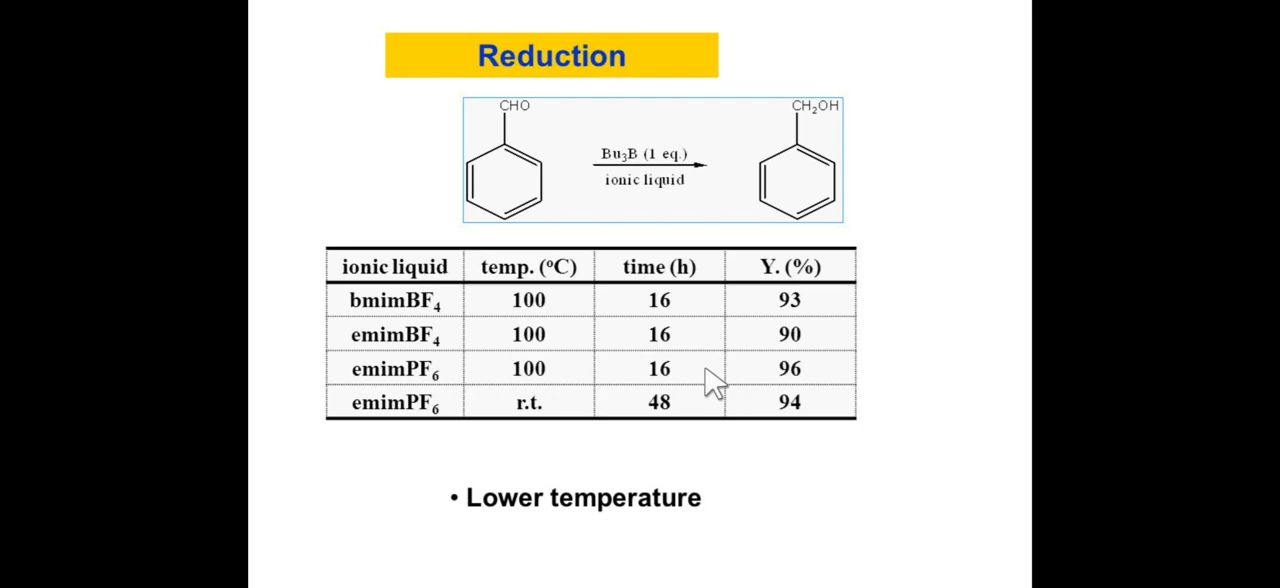 Reduction
CHO
CH₂OH
Bu₃B (1 eq.)
ionic liquid
ionic liquid temp. (ºC) time (h) Y. (%)
bmimBF₄ 100 16 93
emimBF₄ 100 16 90
emimPF₆ 100 16 96
emimPF₆ r.t. 48 94
• Lower temperature